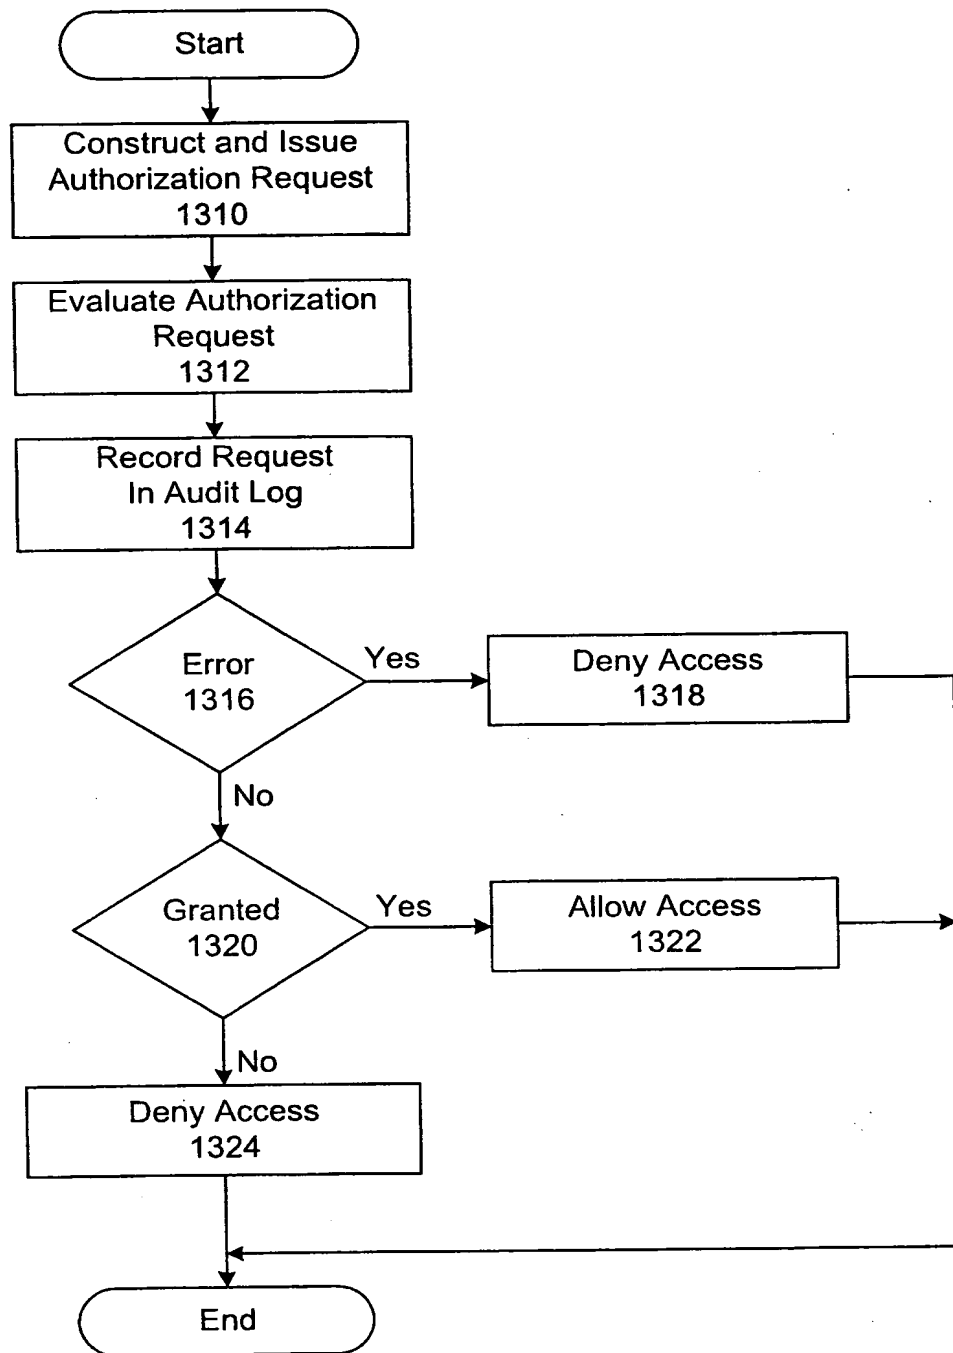 Start
Construct and Issue
Authorization Request
1310
Evaluate Authorization
Request
1312
Record Request
In Audit Log
1314
Error
1316
Yes
Deny Access
1318
No
Granted
1320
Yes
Allow Access
1322
No
Deny Access
1324
End